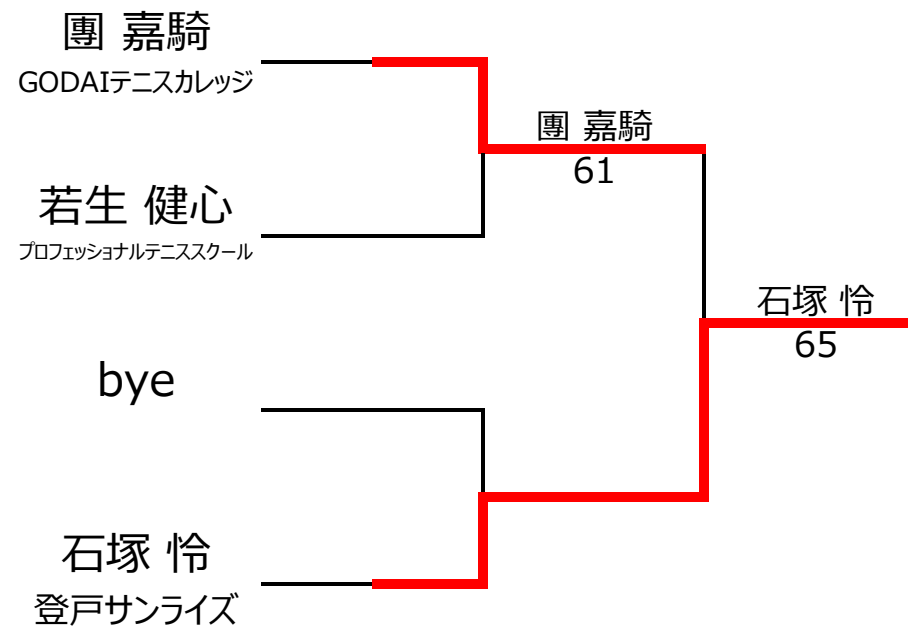 團 嘉騎
GODAIテニスカレッジ
團 嘉騎
61
若生 健心
プロフェッショナルテニススクール
石塚 怜
65
bye
石塚 怜
登戸サンライズ